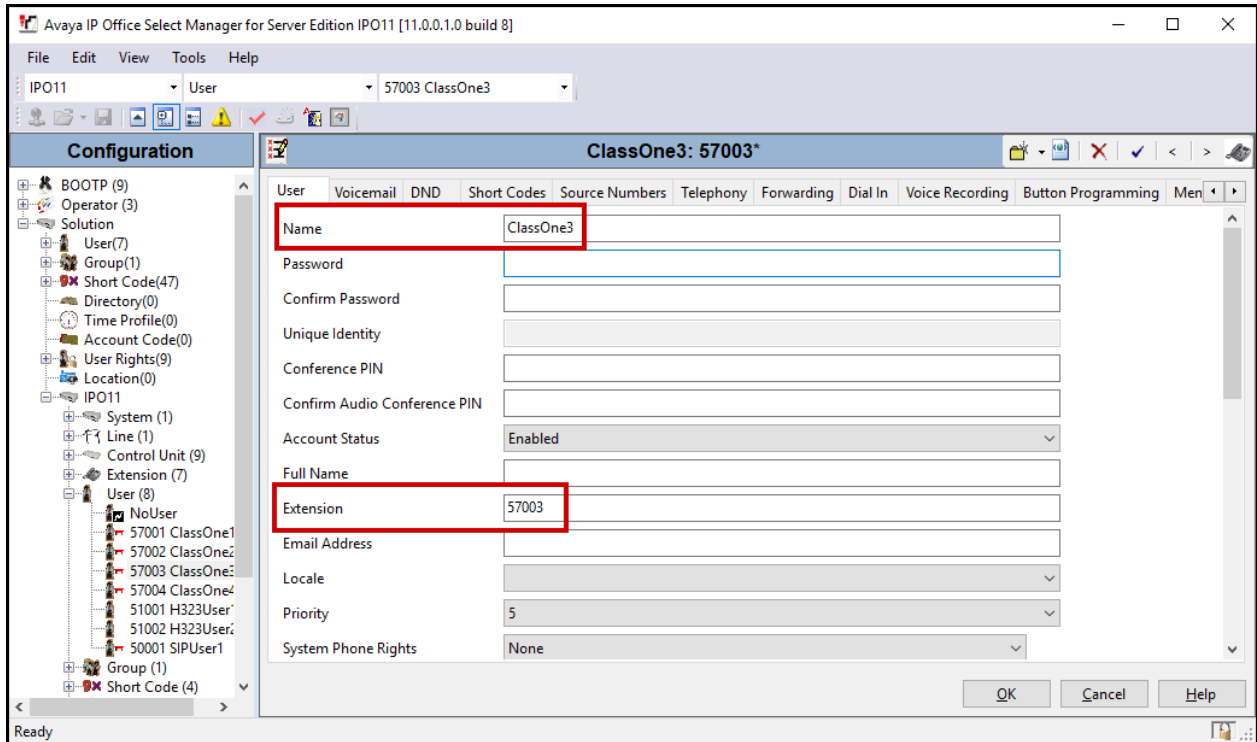 Avaya IP Office Select Manager for Server Edition IPO11 [11.0.0.1.0 build 8]
File Edit View Tools Help
IPO11 User 57003 ClassOne3
Configuration
ClassOne3: 57003*
BOOTP (9)
Operator (3)
Solution
User(7)
Group(1)
Short Code(47)
Directory(0)
Time Profile(0)
Account Code(0)
User Rights(9)
Location(0)
IPO11
System (1)
Line (1)
Control Unit (9)
Extension (7)
User (8)
NoUser
57001 ClassOne1
57002 ClassOne2
57003 ClassOne3
57004 ClassOne4
51001 H323User1
51002 H323User2
50001 SIPUser1
Group (1)
Short Code (4)
User Voicemail DND Short Codes Source Numbers Telephony Forwarding Dial In Voice Recording Button Programming Men
Name ClassOne3
Password
Confirm Password
Unique Identity
Conference PIN
Confirm Audio Conference PIN
Account Status Enabled
Full Name
Extension 57003
Email Address
Locale
Priority 5
System Phone Rights None
OK Cancel Help
Ready